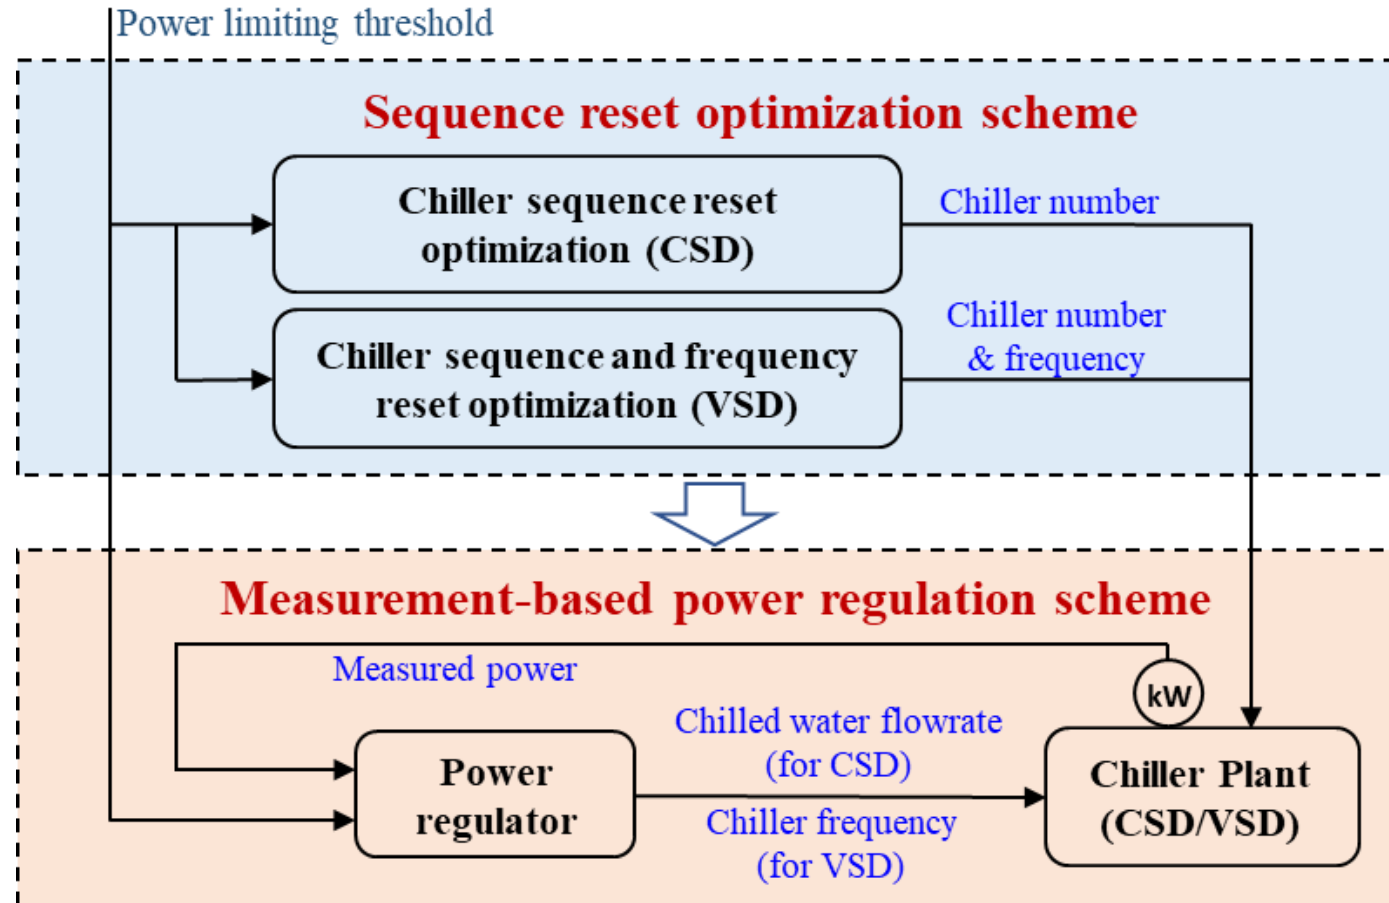 Power limiting threshold
Sequence reset optimization scheme
Chiller sequence reset
optimization (CSD)
Chiller number
Chiller sequence and frequency
reset optimization (VSD)
Chiller number
& frequency
Measurement-based power regulation scheme
Measured power
kW
Power
regulator
Chilled water flowrate
(for CSD)
Chiller frequency
(for VSD)
Chiller Plant
(CSD/VSD)